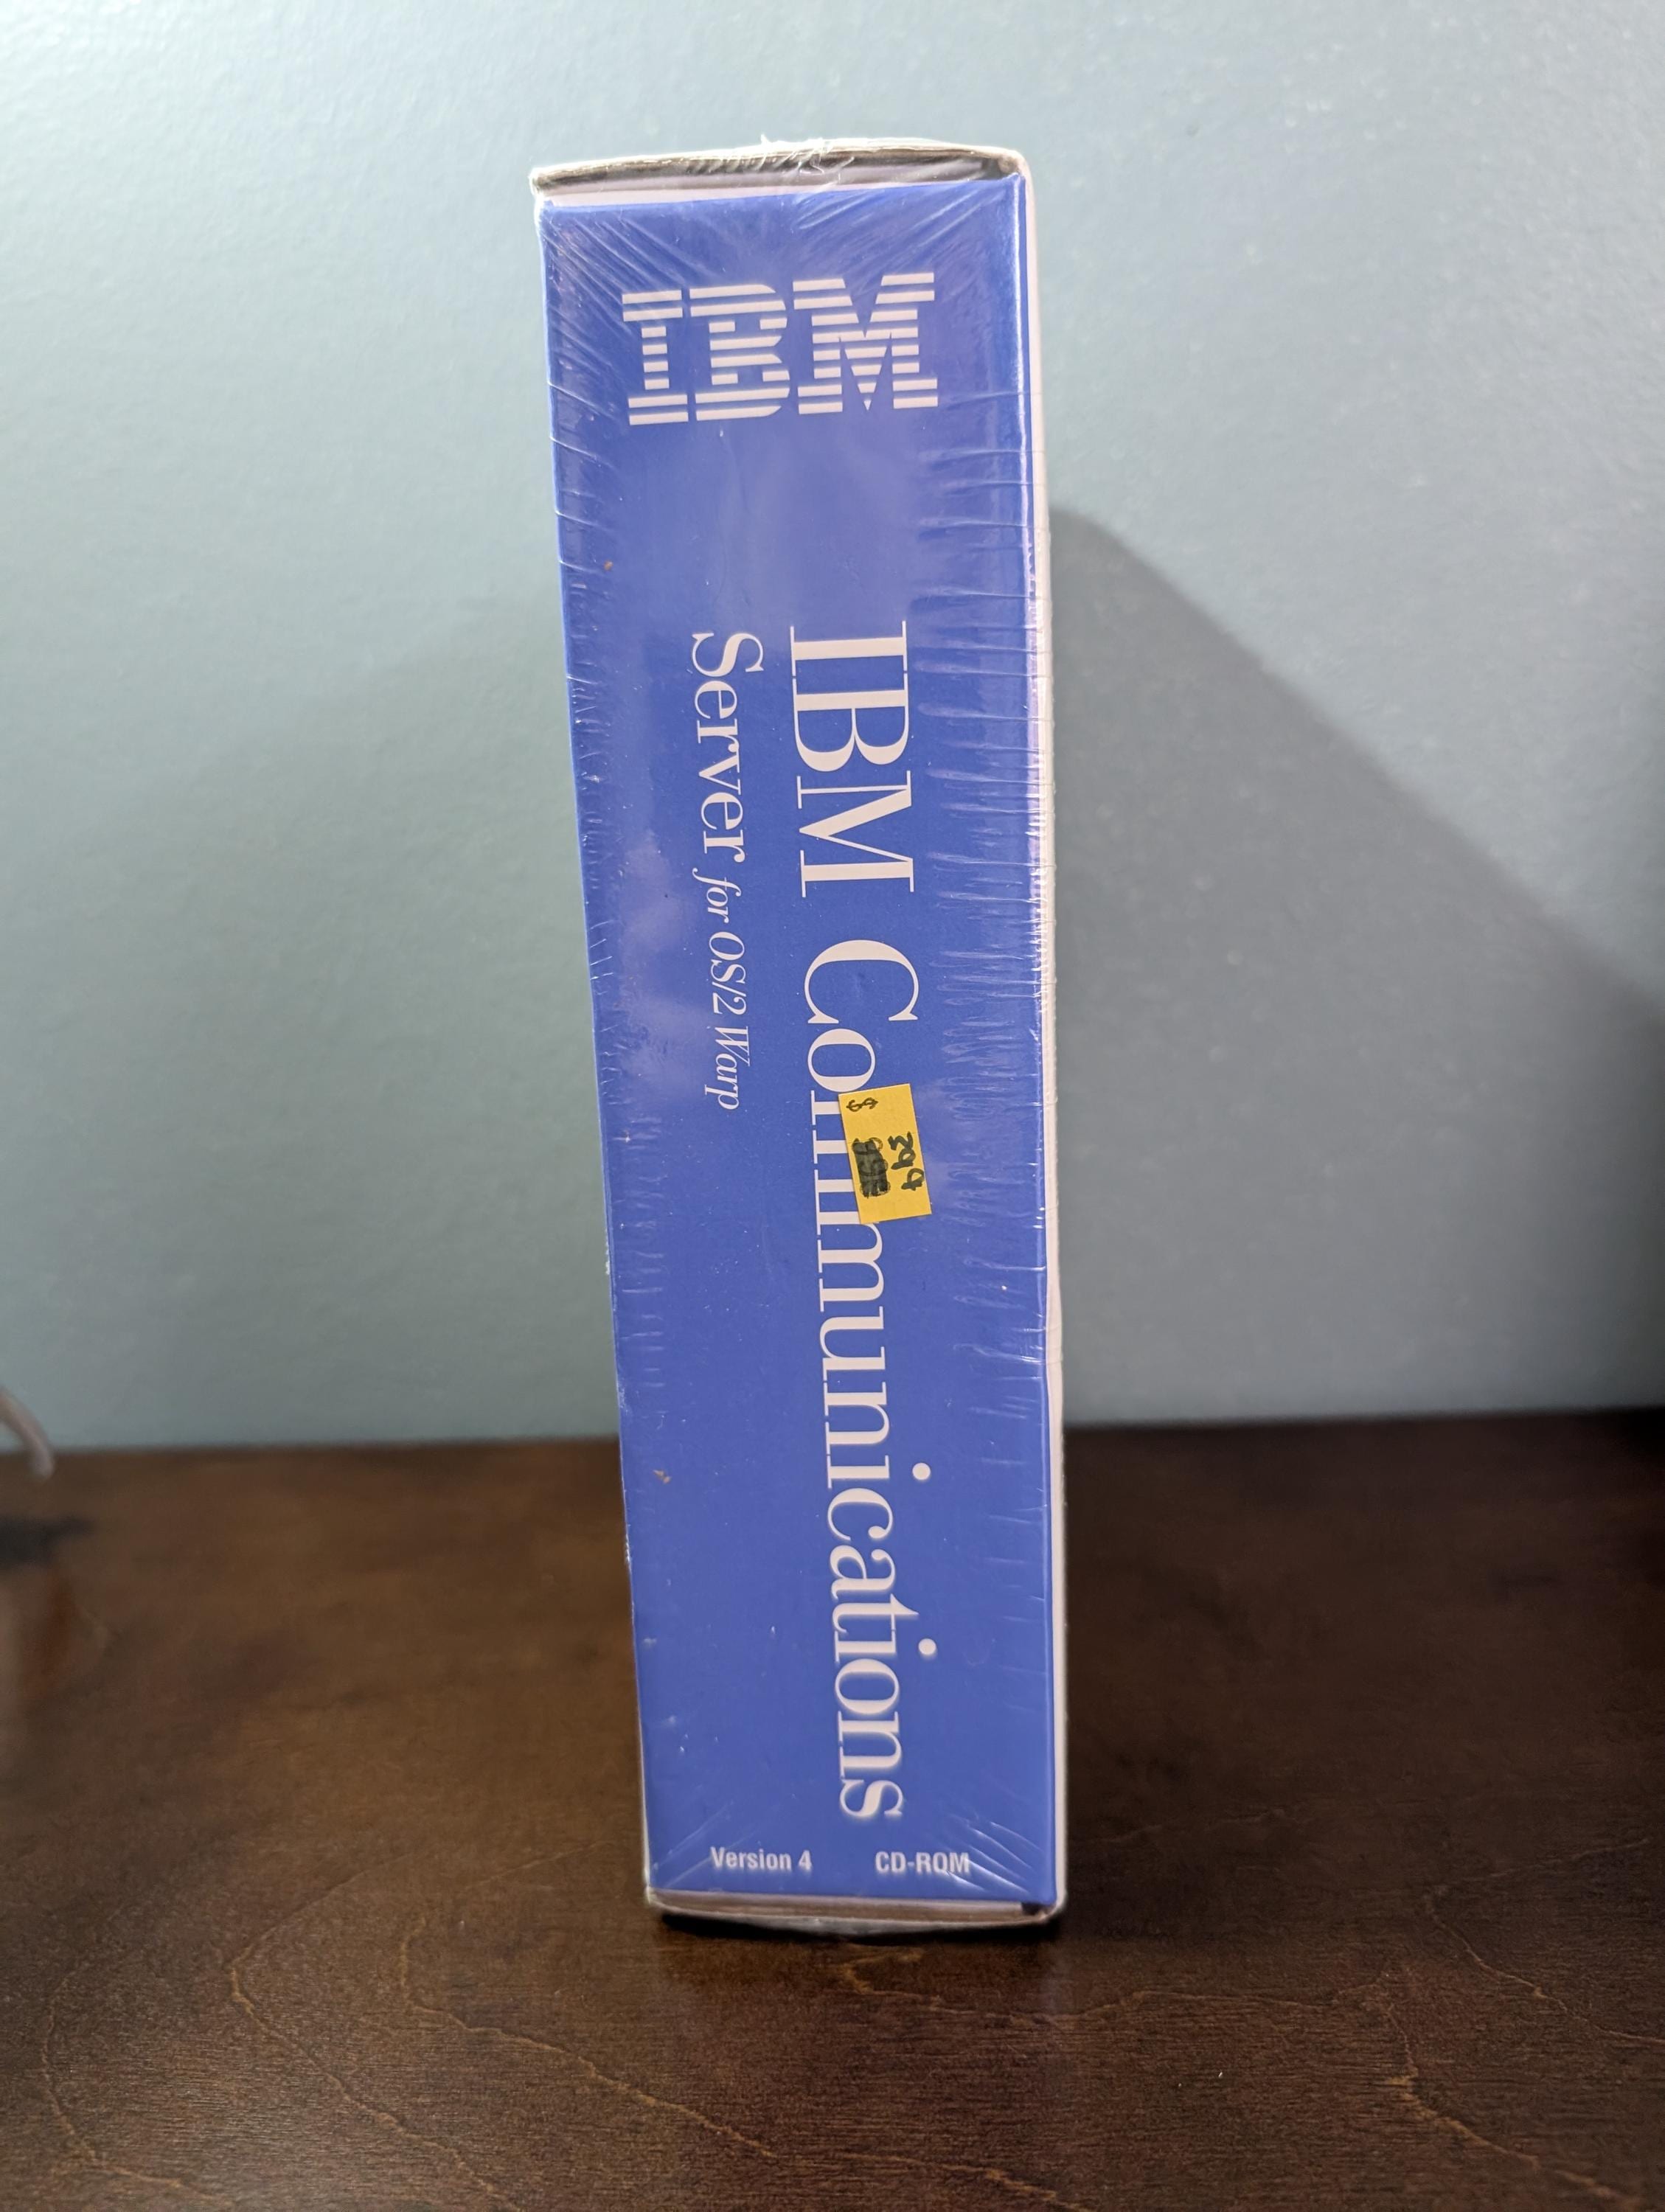 IBM
IBM Communications
Server for OS/2 Warp
$
Version 4
CD-ROM